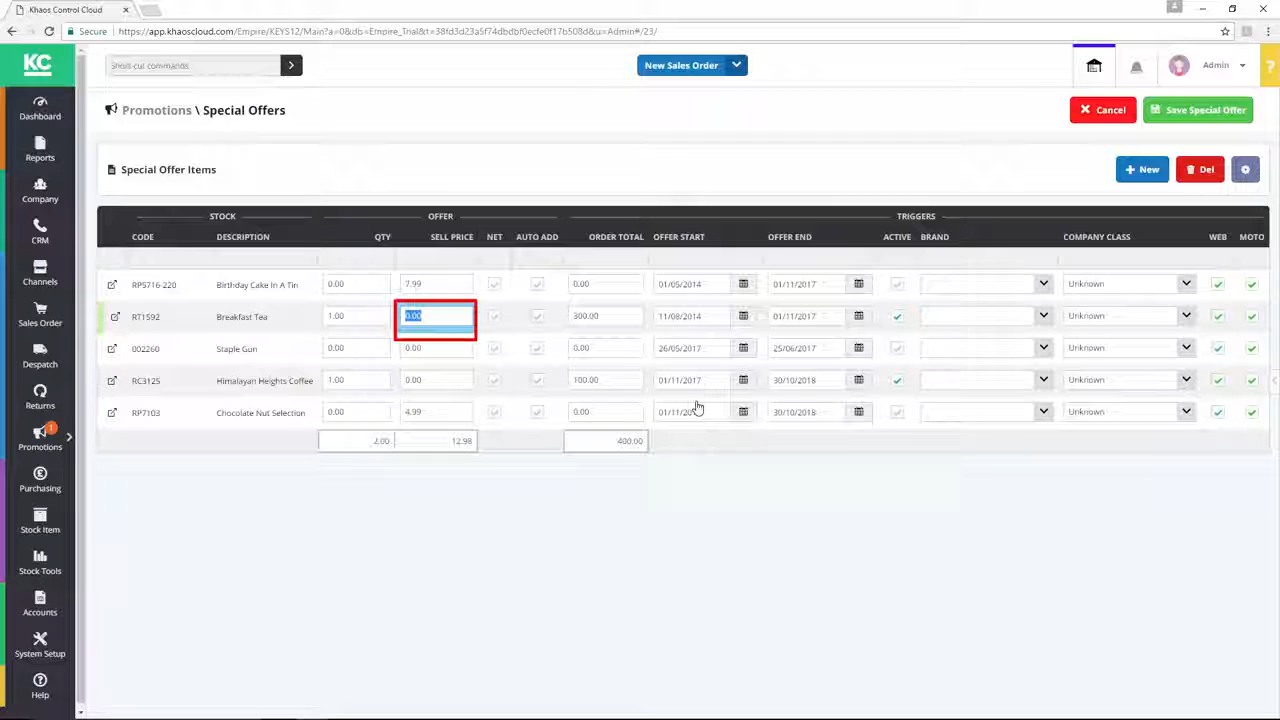 Khaos Control Cloud
Secure https://app.khaoscloud.com/Empire/KEYS12/Main?a=0&db=Empire_Trial&t=38fd3d23a5f74dbdbf0ecfe0f17b508d&u=Admin#/23/
KC
Short-cut commands
New Sales Order
Admin
?
Promotions \ Special Offers
Cancel
Save Special Offer
Special Offer Items
New
Del
STOCK OFFER TRIGGERS
CODE DESCRIPTION QTY SELL PRICE NET AUTO ADD ORDER TOTAL OFFER START OFFER END ACTIVE BRAND COMPANY CLASS WEB MOTO
RP5716-220 Birthday Cake In A Tin 0.00 7.99 0.00 01/05/2014 01/11/2017 Unknown
RT1592 Breakfast Tea 1.00 0.00 300.00 11/08/2014 01/11/2017 Unknown
002260 Staple Gun 0.00 0.00 0.00 26/05/2017 25/06/2017 Unknown
RC3125 Himalayan Heights Coffee 1.00 0.00 100.00 01/11/2017 30/10/2018 Unknown
RP7103 Chocolate Nut Selection 0.00 4.99 0.00 30/10/2018 Unknown
2.00 12.98 400.00
Dashboard
Reports
Company
CRM
Channels
Sales Order
Despatch
Returns
1
Promotions
Purchasing
Stock Item
Stock Tools
Accounts
System Setup
Help